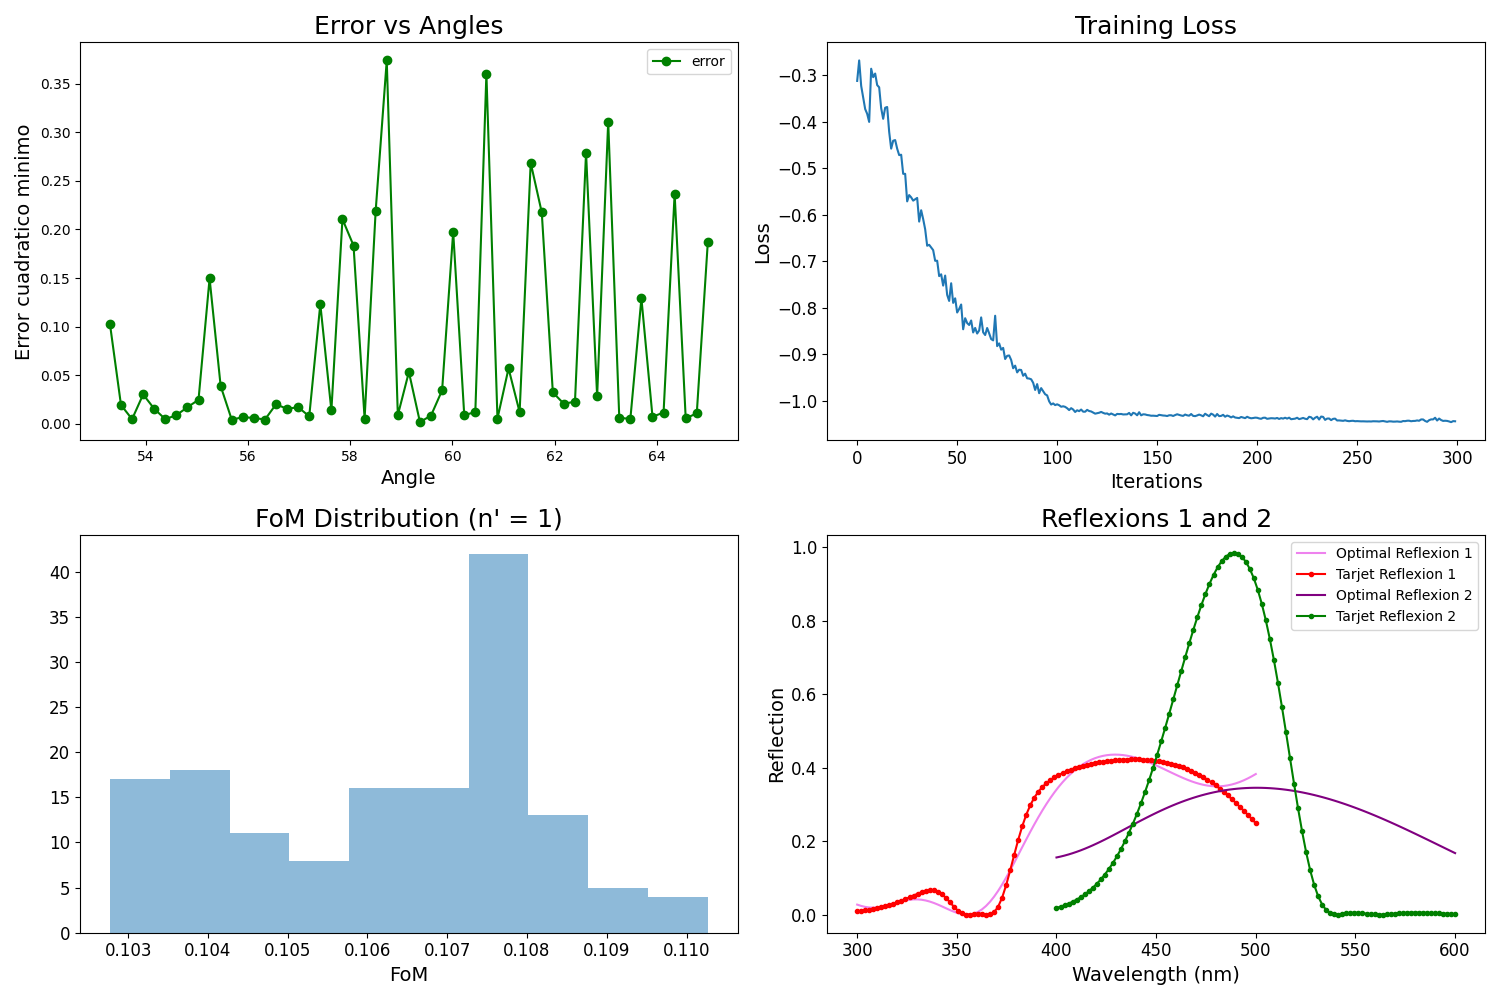 Error vs Angles
error
0.35
0.30
0.25
0.20
0.15
0.10
0.05
0.00
Error cuadratico minimo
54 56 58 60 62 64
Angle
Training Loss
−0.3
−0.4
−0.5
−0.6
−0.7
−0.8
−0.9
−1.0
Loss
0 50 100 150 200 250 300
Iterations
FoM Distribution (n' = 1)
40
35
30
25
20
15
10
5
0
0.103 0.104 0.105 0.106 0.107 0.108 0.109 0.110
FoM
Reflexions 1 and 2
Optimal Reflexion 1
Tarjet Reflexion 1
Optimal Reflexion 2
Tarjet Reflexion 2
1.0
0.8
0.6
0.4
0.2
0.0
Reflection
300 350 400 450 500 550 600
Wavelength (nm)